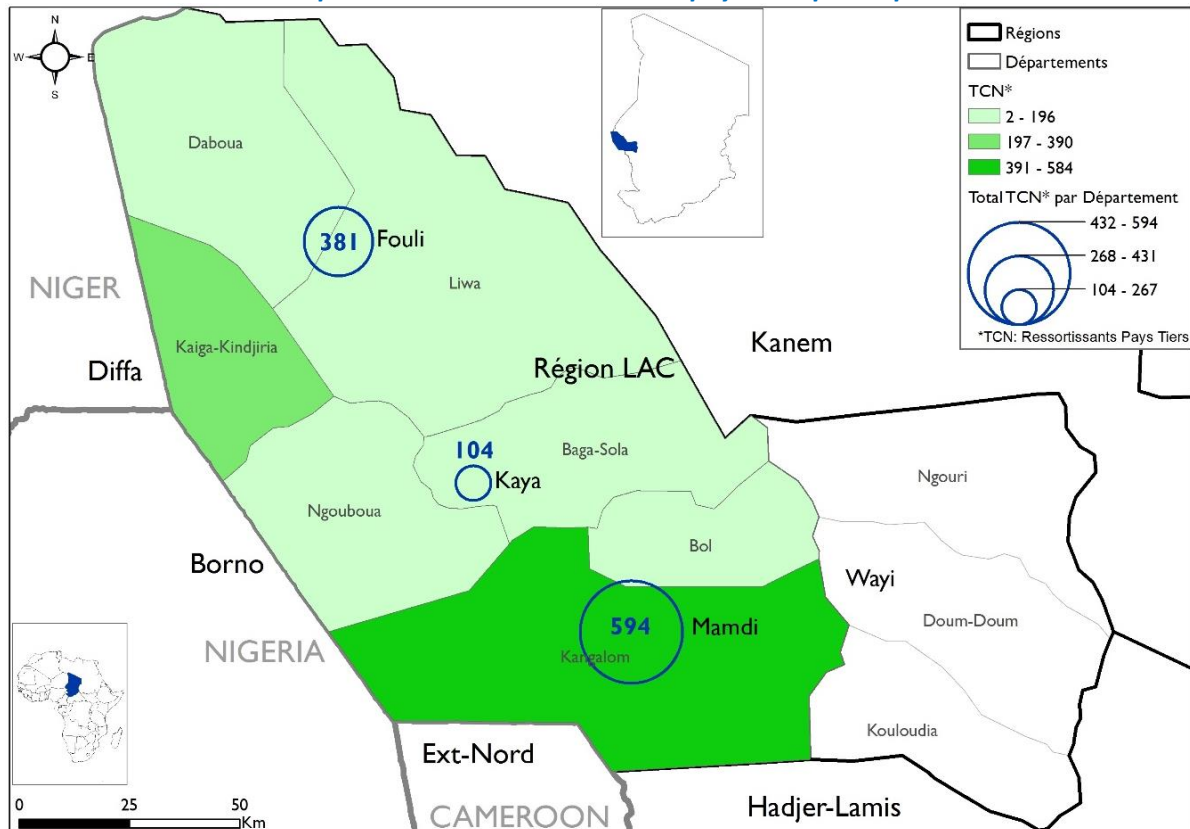 N
W E
S
Daboua
381 Fouli
NIGER
Liwa
Kaiga-Kindjiria
Diffa
Région LAC
Kanem
104
Kaya
Baga-Sola
Ngouboua
Ngouri
Bol
Borno
Wayi
NIGERIA
594 Mamdi
Kangalom
Doum-Doum
Kouloudia
Ext-Nord
CAMEROON
Hadjer-Lamis
0 25 50
Km
Régions
Départements
TCN*
2 - 196
197 - 390
391 - 584
Total TCN* par Département
432 - 594
268 - 431
104 - 267
*TCN: Ressortissants Pays Tiers